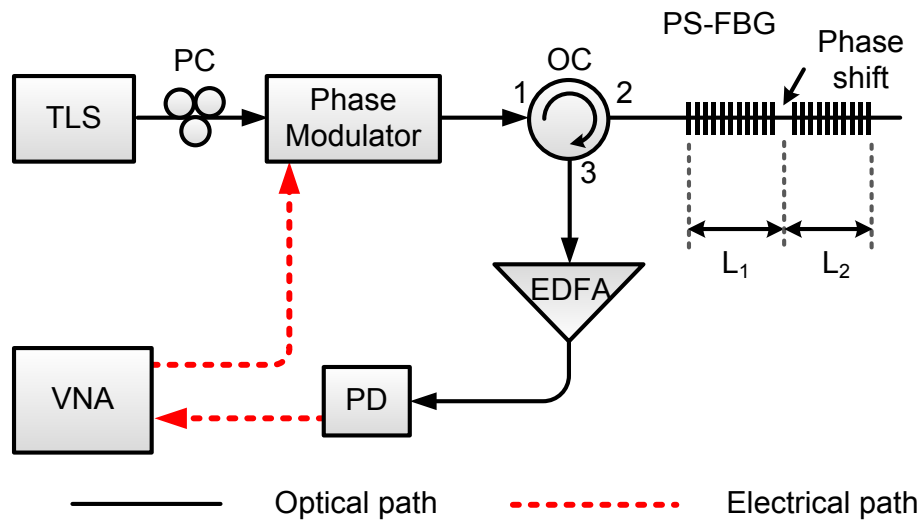 PS-FBG
Phase
shift
PC
OC
TLS
Phase
Modulator
1
2
3
L1
L2
EDFA
VNA
PD
Optical path
Electrical path